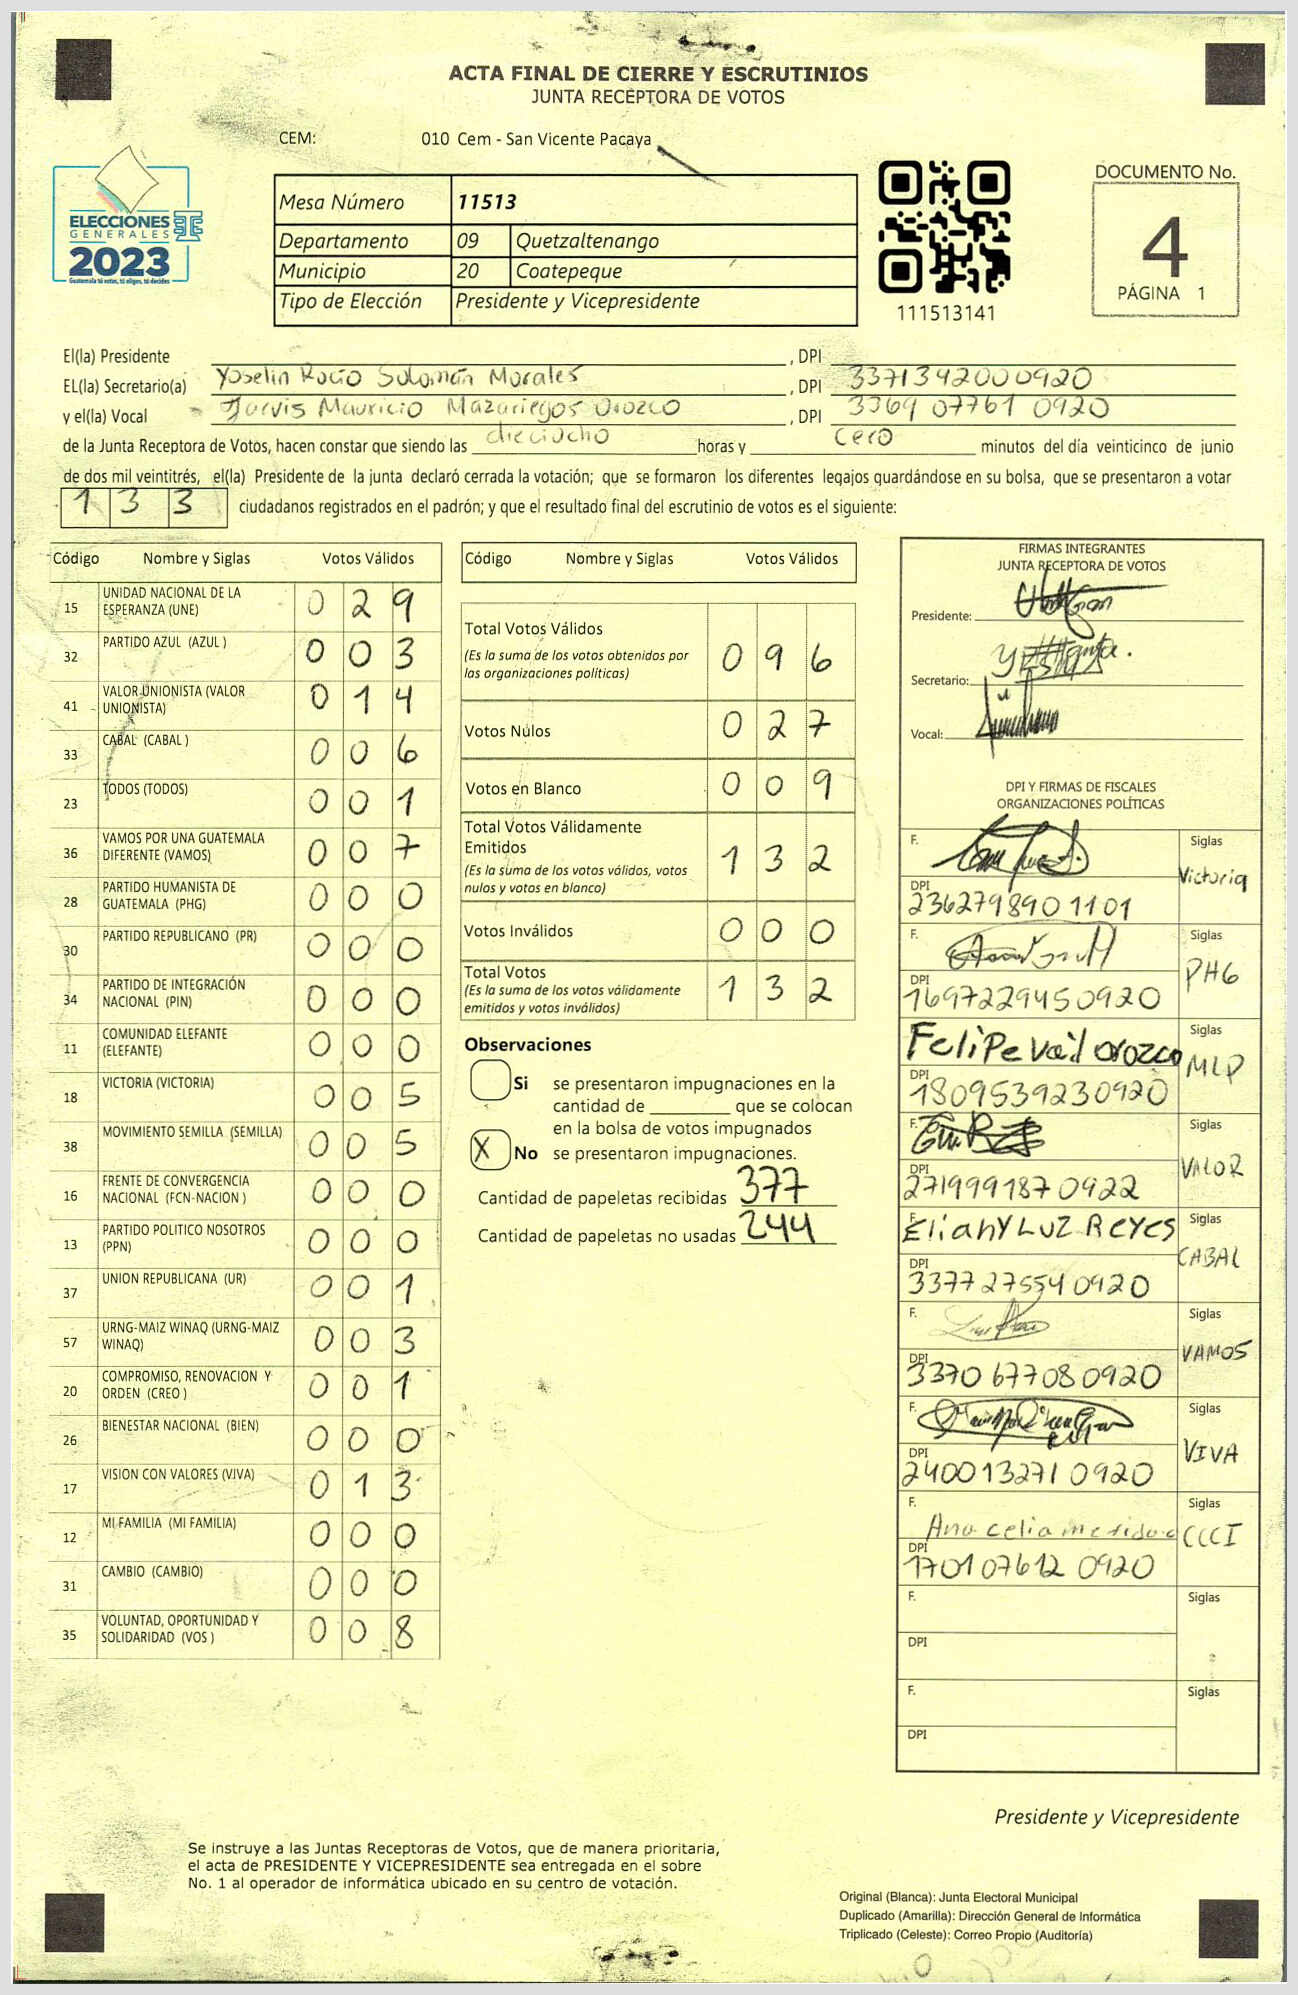 ACTA FINAL DE CIERRE Y ESCRUTINIOS
JUNTA RECEPTORA DE VOTOS
CEM: 010 Cem - San Vicente Pacaya
ELECCIONES
GENERALES
2023
Guatemala tú votas, tú eliges, tú decides
Mesa Número 11513
Departamento 09 Quetzaltenango
Municipio 20 Coatepeque
Tipo de Elección Presidente y Vicepresidente
111513141
DOCUMENTO No.
4
PÁGINA 1
El(la) Presidente , DPI
EL(la) Secretario(a) Yoselin Rocío Solomán Morales , DPI 3371342000920
y el(la) Vocal Jarvis Mauricio Mazariegos Orozco , DPI 3369 07761 0920
de la Junta Receptora de Votos, hacen constar que siendo las dieciocho horas y cero minutos del día veinticinco de junio
de dos mil veintitrés, el(la) Presidente de la junta declaró cerrada la votación; que se formaron los diferentes legajos guardándose en su bolsa, que se presentaron a votar
133 ciudadanos registrados en el padrón; y que el resultado final del escrutinio de votos es el siguiente:
Código Nombre y Siglas Votos Válidos
15 UNIDAD NACIONAL DE LA ESPERANZA (UNE) 0 2 9
32 PARTIDO AZUL (AZUL ) 0 0 3
41 VALOR UNIONISTA (VALOR UNIONISTA) 0 1 4
33 CABAL (CABAL ) 0 0 6
23 TODOS (TODOS) 0 0 1
36 VAMOS POR UNA GUATEMALA DIFERENTE (VAMOS) 0 0 7
28 PARTIDO HUMANISTA DE GUATEMALA (PHG) 0 0 0
30 PARTIDO REPUBLICANO (PR) 0 0 0
34 PARTIDO DE INTEGRACIÓN NACIONAL (PIN) 0 0 0
11 COMUNIDAD ELEFANTE (ELEFANTE) 0 0 0
18 VICTORIA (VICTORIA) 0 0 5
38 MOVIMIENTO SEMILLA (SEMILLA) 0 0 5
16 FRENTE DE CONVERGENCIA NACIONAL (FCN-NACION ) 0 0 0
13 PARTIDO POLITICO NOSOTROS (PPN) 0 0 0
37 UNION REPUBLICANA (UR) 0 0 1
57 URNG-MAIZ WINAQ (URNG-MAIZ WINAQ) 0 0 3
20 COMPROMISO, RENOVACION Y ORDEN (CREO ) 0 0 1
26 BIENESTAR NACIONAL (BIEN) 0 0 0
17 VISION CON VALORES (VIVA) 0 1 3
12 MI FAMILIA (MI FAMILIA) 0 0 0
31 CAMBIO (CAMBIO) 0 0 0
35 VOLUNTAD, OPORTUNIDAD Y SOLIDARIDAD (VOS ) 0 0 8
Código Nombre y Siglas Votos Válidos
Total Votos Válidos 0 9 6
(Es la suma de los votos obtenidos por
las organizaciones políticas)
Votos Nulos 0 2 7
Votos en Blanco 0 0 9
Total Votos Válidamente
Emitidos 1 3 2
(Es la suma de los votos válidos, votos
nulos y votos en blanco)
Votos Inválidos 0 0 0
Total Votos 1 3 2
(Es la suma de los votos válidamente
emitidos y votos inválidos)
Observaciones
Si se presentaron impugnaciones en la
cantidad de ________ que se colocan
en la bolsa de votos impugnados
X No se presentaron impugnaciones.
Cantidad de papeletas recibidas 377
Cantidad de papeletas no usadas 244
FIRMAS INTEGRANTES
JUNTA RECEPTORA DE VOTOS
Presidente:
Secretario:
Vocal:
DPI Y FIRMAS DE FISCALES
ORGANIZACIONES POLÍTICAS
F. Siglas Victoria
DPI 2362798901101
F. Siglas PHG
DPI 1697229450920
Felipe Vail Orozco Siglas MLP
DPI 1809539230920
F. Siglas VALOR
DPI 271999187 0922
F. Eliany Luz Reyes Siglas CABAL
DPI 3377 27554 0920
F. Siglas VAMOS
DPI 3370 67708 0920
F. Siglas VIVA
DPI 240013271 0920
F. Ana celia Siglas CCCI
DPI 170107612 0920
F. Siglas
DPI
F. Siglas
DPI
Presidente y Vicepresidente
Se instruye a las Juntas Receptoras de Votos, que de manera prioritaria,
el acta de PRESIDENTE Y VICEPRESIDENTE sea entregada en el sobre
No. 1 al operador de informática ubicado en su centro de votación.
Original (Blanca): Junta Electoral Municipal
Duplicado (Amarilla): Dirección General de Informática
Triplicado (Celeste): Correo Propio (Auditoría)